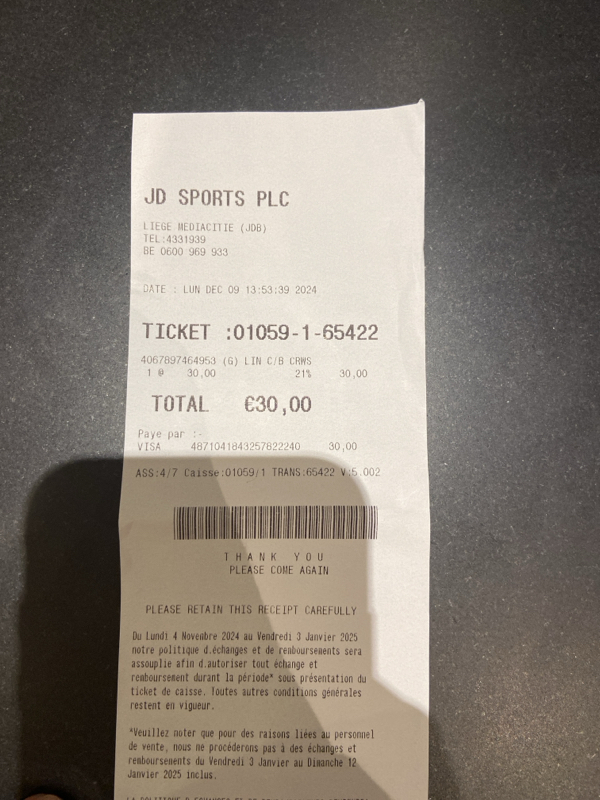 JD SPORTS PLC
LIEGE MEDIACITIE (JDB)
TEL:4331939
BE 0600 969 933
DATE : LUN DEC 09 13:53:39 2024
TICKET :01059-1-65422
4067897464953 (G) LIN C/B CRWS
1 @ 30,00 21% 30,00
TOTAL €30,00
Paye par :-
VISA 4871041843257822240 30,00
ASS:4/7 Caisse:01059/1 TRANS:65422 V:5.002
THANK YOU
PLEASE COME AGAIN
PLEASE RETAIN THIS RECEIPT CAREFULLY
Du Lundi 4 Novembre 2024 au Vendredi 3 Janvier 2025
notre politique d.échanges et de remboursements sera
assouplie afin d.autoriser tout échange et
remboursement durant la période* sous présentation du
ticket de caisse. Toutes autres conditions générales
restent en vigueur.
*Veuillez noter que pour des raisons liées au personnel
de vente, nous ne procéderons pas à des échanges et
remboursements du Vendredi 3 Janvier au Dimanche 12
Janvier 2025 inclus.